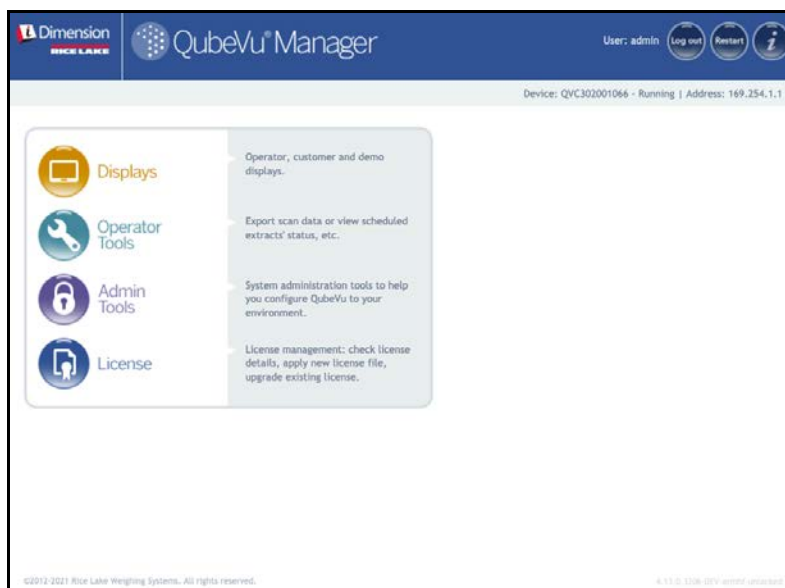 Dimension
RICE LAKE
QubeVu® Manager
User: admin
Log out
Restart
i
Device: QVC302001066 - Running | Address: 169.254.1.1
Displays
Operator, customer and demo
displays.
Operator
Tools
Export scan data or view scheduled
extracts' status, etc.
Admin
Tools
System administration tools to help
you configure QubeVu to your
environment.
License
License management: check license
details, apply new license file,
upgrade existing license.
©2012-2021 Rice Lake Weighing Systems. All rights reserved.